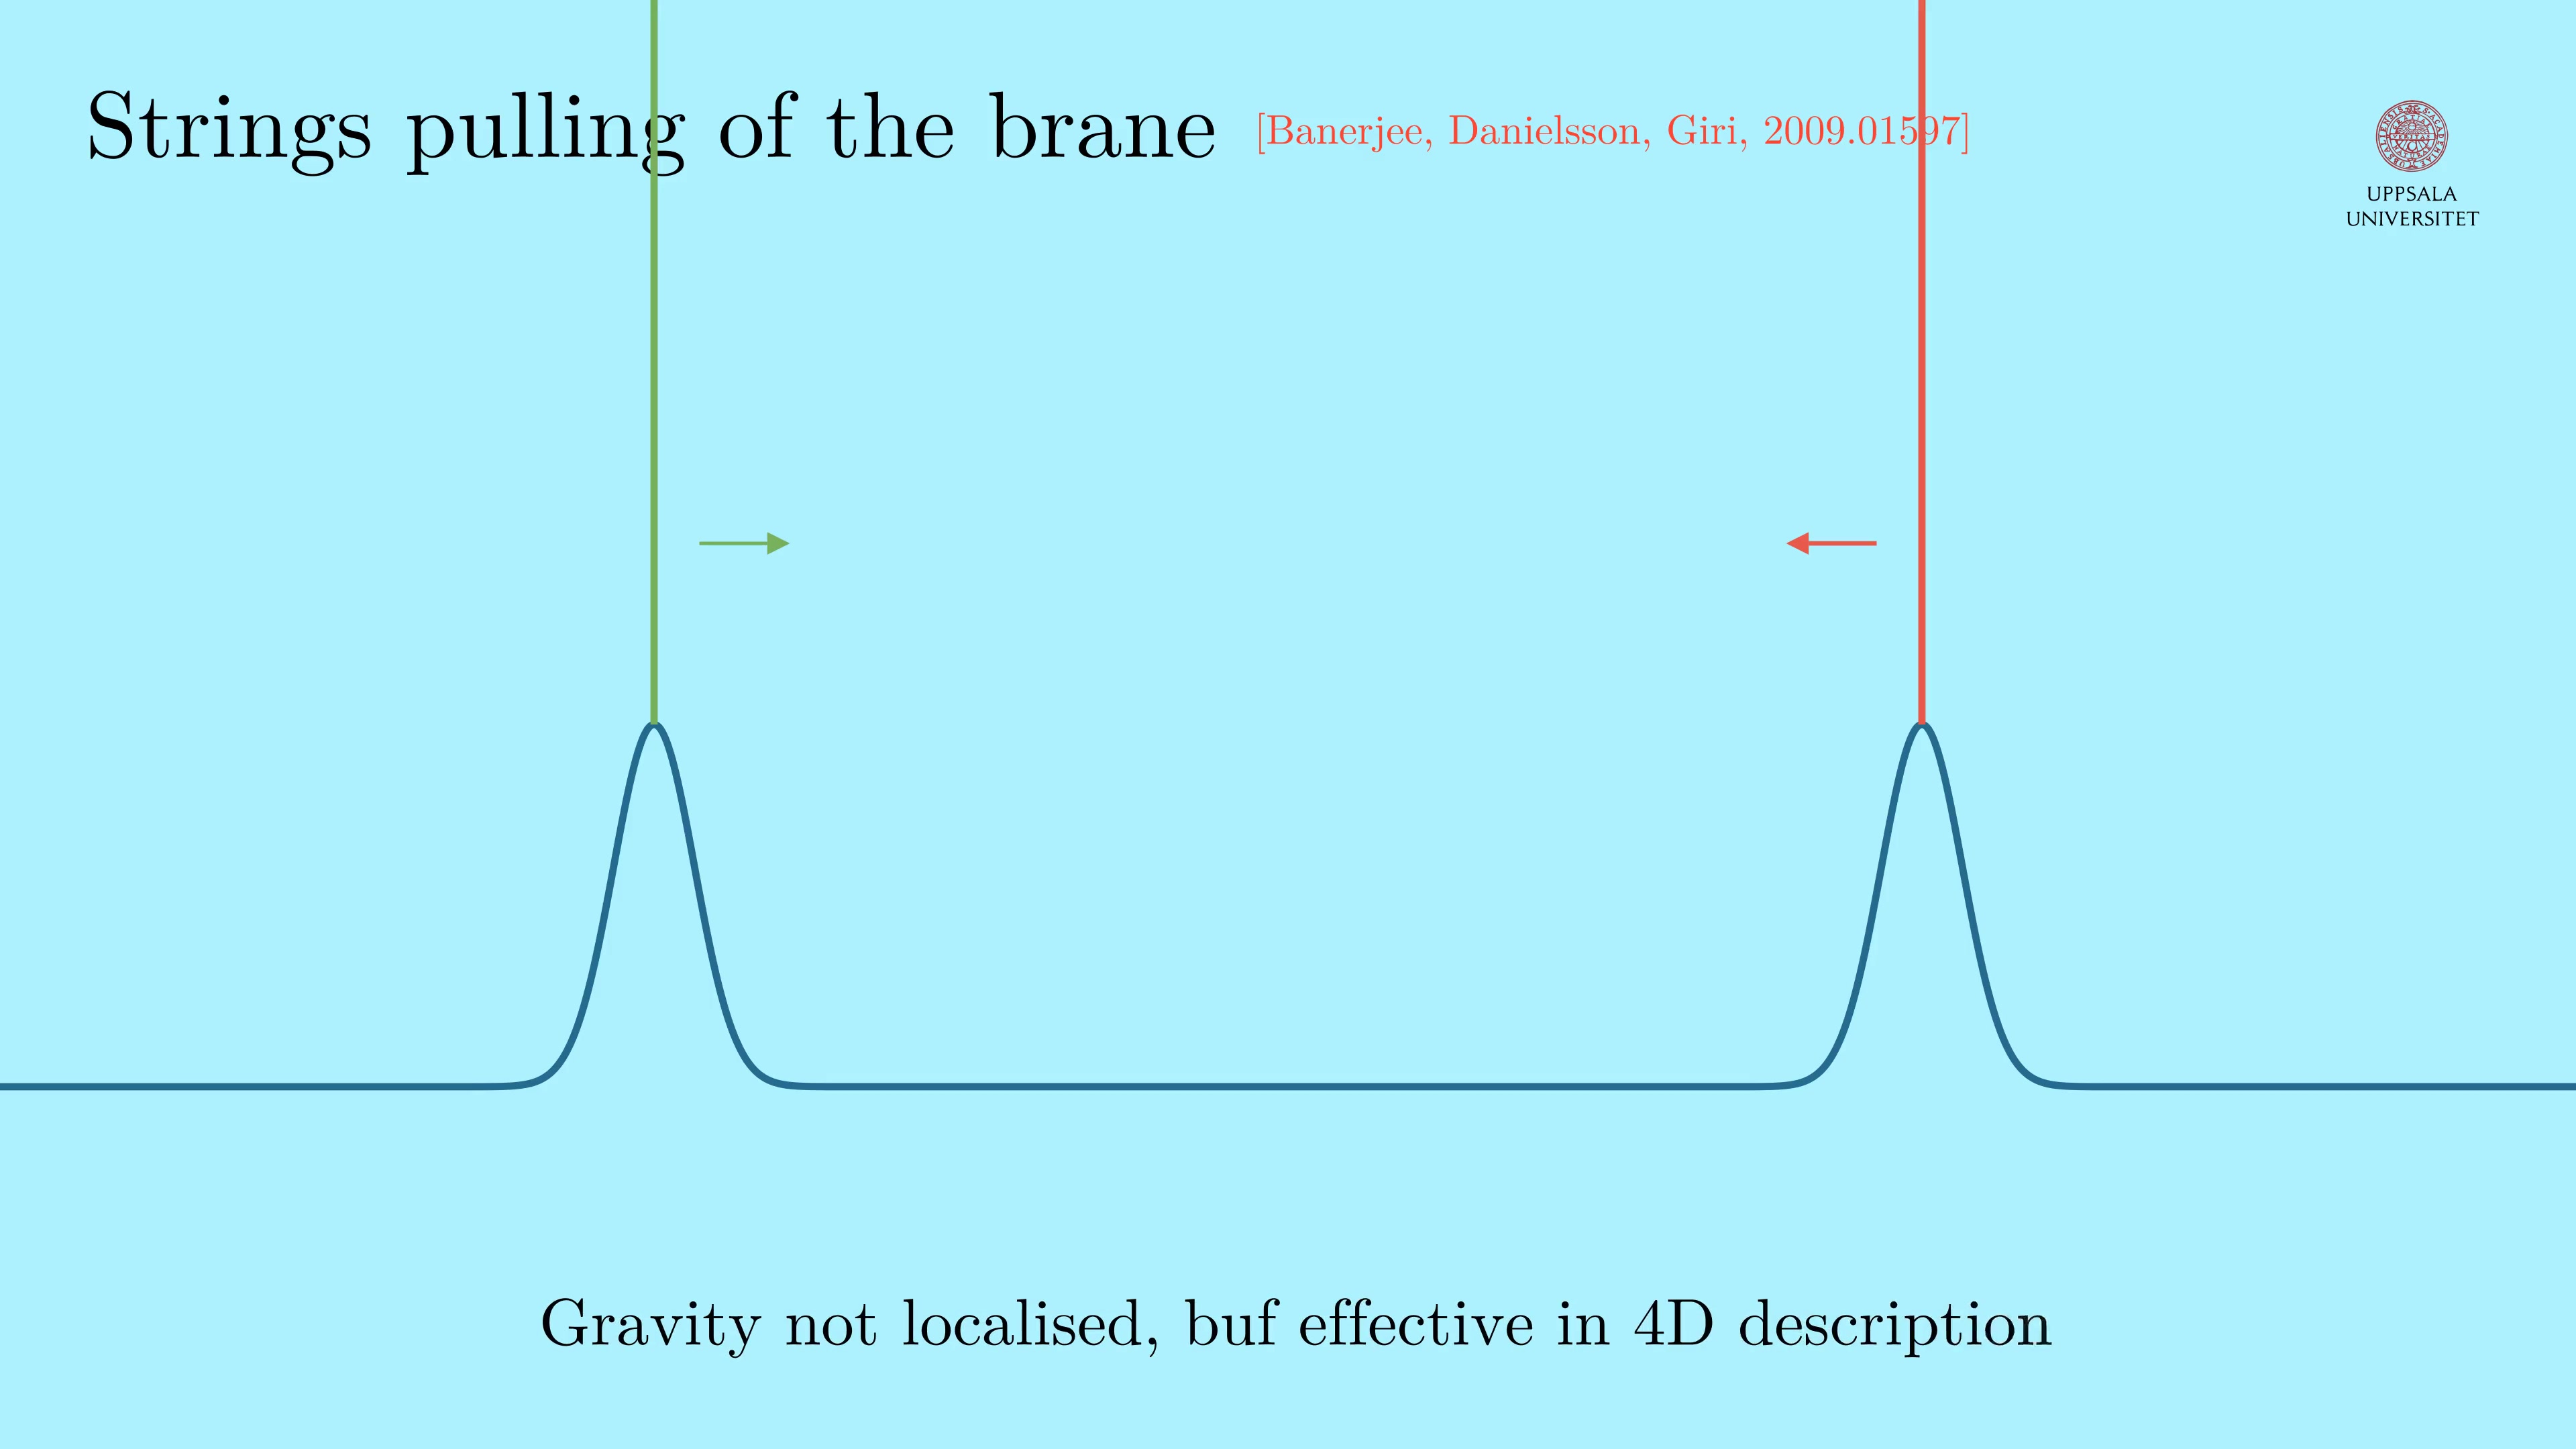 Strings pulling of the brane [Banerjee, Danielsson, Giri, 2009.01597]
UPPSALA
UNIVERSITET
Gravity not localised, buf effective in 4D description